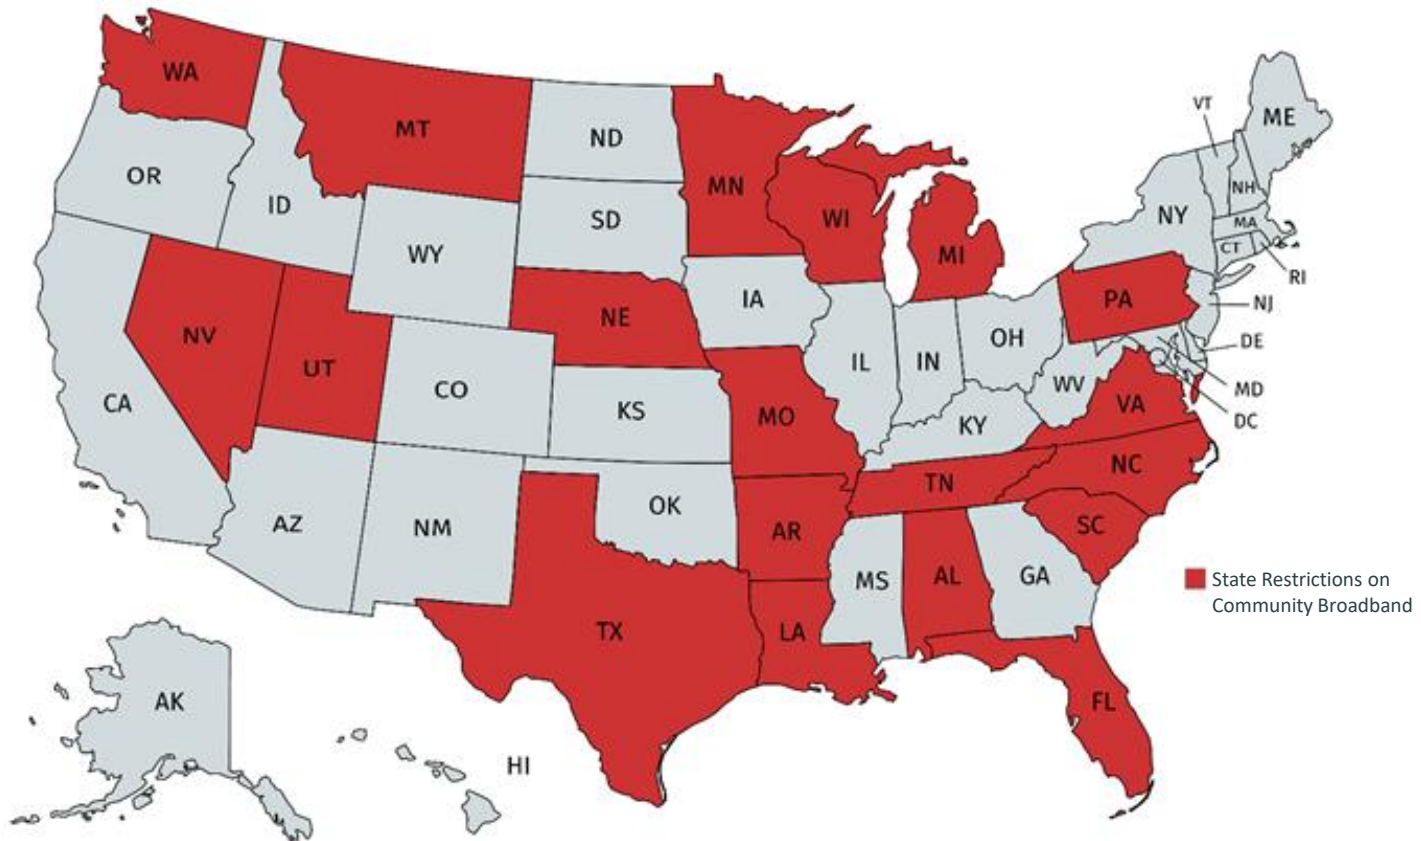 WA
MT
ND
MN
VT
ME
OR
ID
SD
WI
NH
NY
MA
CT
WY
MI
RI
IA
PA
NJ
NV
NE
OH
DE
UT
IL
IN
CO
WV
MD
CA
KS
MO
VA
DC
KY
NC
TN
OK
AZ
NM
AR
SC
MS
AL
GA
State Restrictions on
Community Broadband
TX
LA
AK
FL
HI